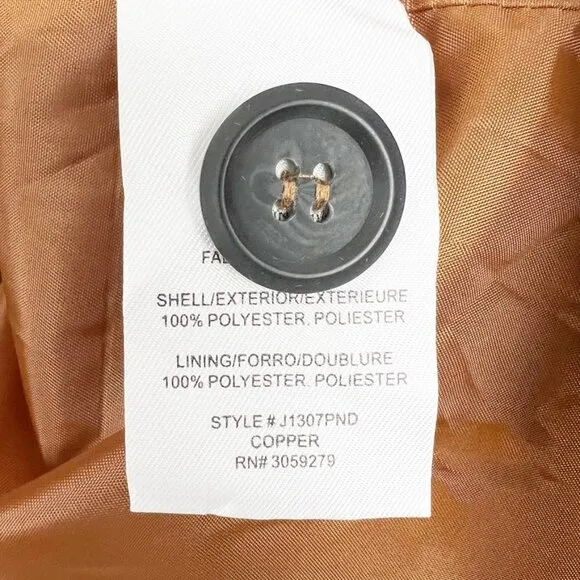 SHELL/EXTERIOR/EXTERIEURE
100% POLYESTER. POLIESTER
LINING/FORRO/DOUBLURE
100% POLYESTER. POLIESTER
STYLE # J1307PND
COPPER
RN# 3059279